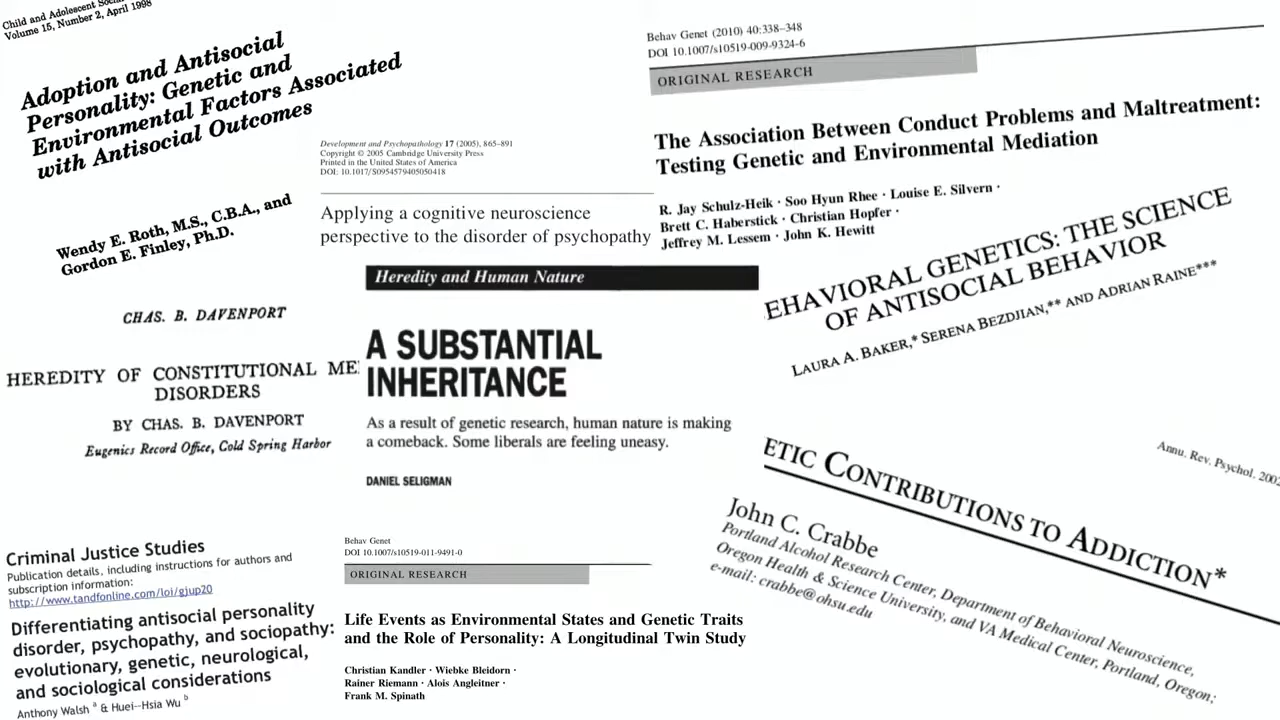 Child and Adolescent Social
Volume 15, Number 2, April 1998
Adoption and Antisocial
Personality: Genetic and
Environmental Factors Associated
with Antisocial Outcomes
Wendy E. Roth, M.S., C.B.A., and
Gordon E. Finley, Ph.D.
Development and Psychopathology 17 (2005), 865–891
Copyright © 2005 Cambridge University Press
Printed in the United States of America
DOI: 10.1017/S0954579405050418
Applying a cognitive neuroscience
perspective to the disorder of psychopathy
Behav Genet (2010) 40:338–348
DOI 10.1007/s10519-009-9324-6
ORIGINAL RESEARCH
The Association Between Conduct Problems and Maltreatment:
Testing Genetic and Environmental Mediation
R. Jay Schulz-Heik · Soo Hyun Rhee · Louise E. Silvern ·
Brett C. Haberstick · Christian Hopfer ·
Jeffrey M. Lessem · John K. Hewitt
EHAVIORAL GENETICS: THE SCIENCE
OF ANTISOCIAL BEHAVIOR
LAURA A. BAKER,* SERENA BEZDJIAN,** AND ADRIAN RAINE***
CHAS. B. DAVENPORT
HEREDITY OF CONSTITUTIONAL ME
DISORDERS
BY CHAS. B. DAVENPORT
Eugenics Record Office, Cold Spring Harbor
Heredity and Human Nature
A SUBSTANTIAL
INHERITANCE
As a result of genetic research, human nature is making
a comeback. Some liberals are feeling uneasy.
DANIEL SELIGMAN
Annu. Rev. Psychol. 2002
ETIC CONTRIBUTIONS TO ADDICTION*
John C. Crabbe
Portland Alcohol Research Center, Department of Behavioral Neuroscience,
Oregon Health & Science University, and VA Medical Center, Portland, Oregon;
e-mail: crabbe@ohsu.edu
Criminal Justice Studies
Publication details, including instructions for authors and
subscription information:
http://www.tandfonline.com/loi/gjup20
Differentiating antisocial personality
disorder, psychopathy, and sociopathy:
evolutionary, genetic, neurological,
and sociological considerations
Anthony Walsh a & Huei--Hsia Wu b
Behav Genet
DOI 10.1007/s10519-011-9491-0
ORIGINAL RESEARCH
Life Events as Environmental States and Genetic Traits
and the Role of Personality: A Longitudinal Twin Study
Christian Kandler · Wiebke Bleidorn ·
Rainer Riemann · Alois Angleitner ·
Frank M. Spinath